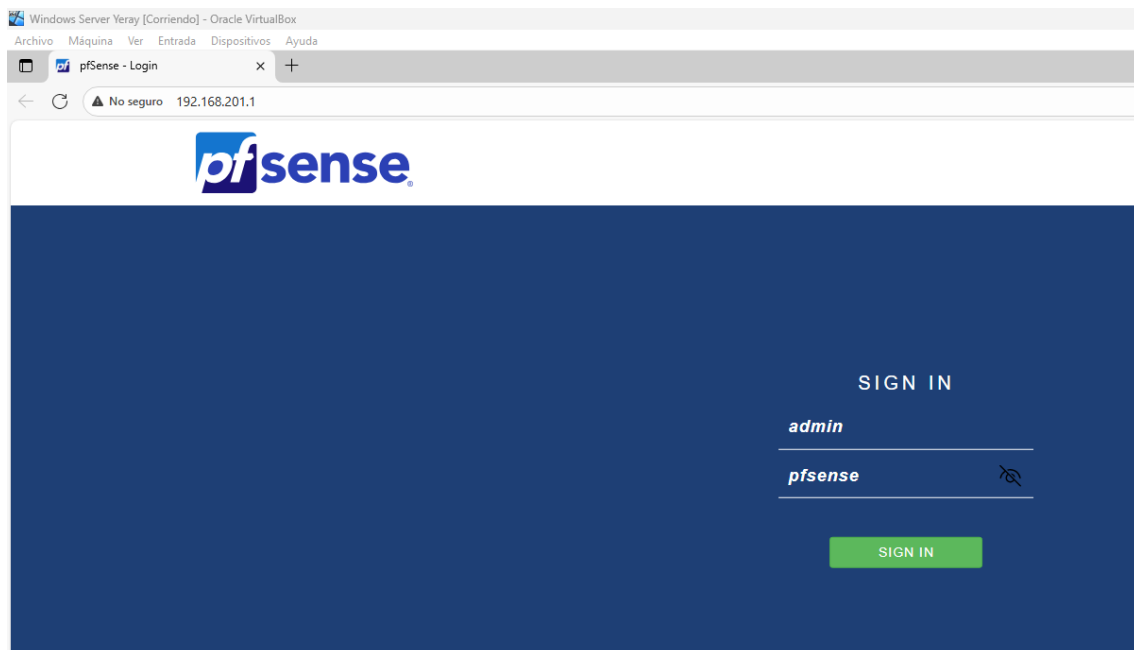 Windows Server Yeray [Corriendo] - Oracle VirtualBox
Archivo Máquina Ver Entrada Dispositivos Ayuda
pf pfSense - Login
No seguro 192.168.201.1
pfsense®
SIGN IN
admin
pfsense
SIGN IN